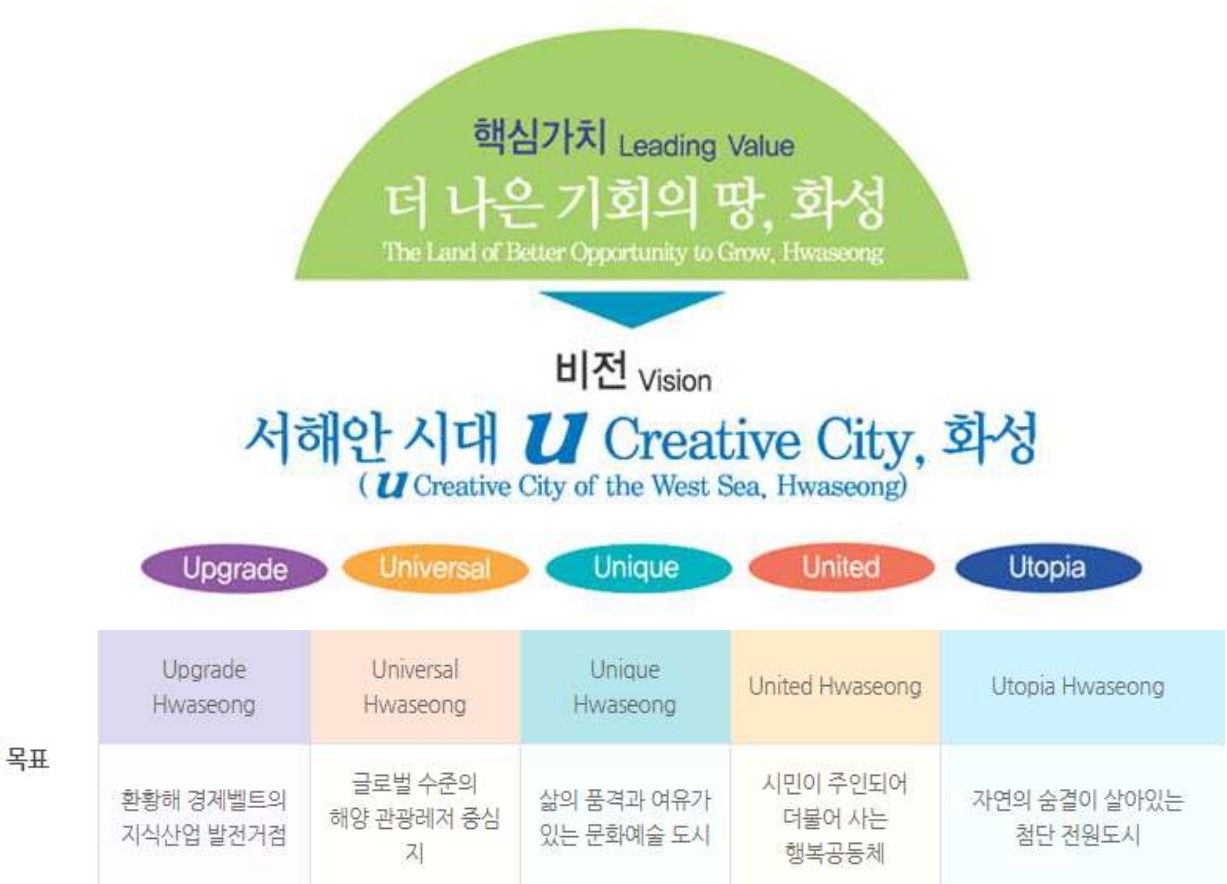 핵심가치 Leading Value
더 나은 기회의 땅, 화성
The Land of Better Opportunity to Grow, Hwaseong
비전 Vision
서해안 시대 u Creative City, 화성
( u Creative City of the West Sea, Hwaseong)
Upgrade Universal Unique United Utopia
목표
Upgrade
Hwaseong
Universal
Hwaseong
Unique
Hwaseong
United Hwaseong
Utopia Hwaseong
환황해 경제벨트의
지식산업 발전거점
글로벌 수준의
해양 관광레저 중심
지
삶의 품격과 여유가
있는 문화예술 도시
시민이 주인되어
더불어 사는
행복공동체
자연의 숨결이 살아있는
첨단 전원도시